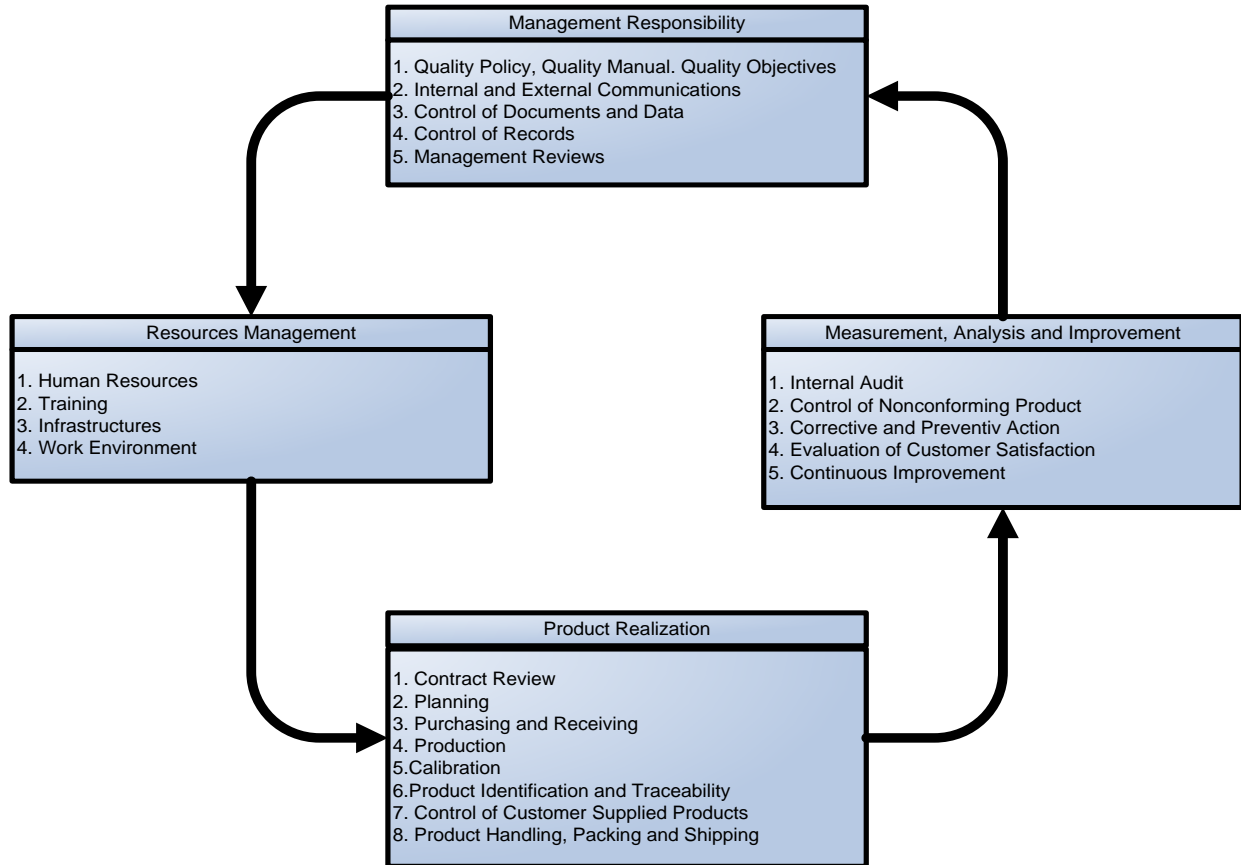 Management Responsibility
1. Quality Policy, Quality Manual. Quality Objectives
2. Internal and External Communications
3. Control of Documents and Data
4. Control of Records
5. Management Reviews
Resources Management
1. Human Resources
2. Training
3. Infrastructures
4. Work Environment
Measurement, Analysis and Improvement
1. Internal Audit
2. Control of Nonconforming Product
3. Corrective and Preventiv Action
4. Evaluation of Customer Satisfaction
5. Continuous Improvement
Product Realization
1. Contract Review
2. Planning
3. Purchasing and Receiving
4. Production
5.Calibration
6.Product Identification and Traceability
7. Control of Customer Supplied Products
8. Product Handling, Packing and Shipping